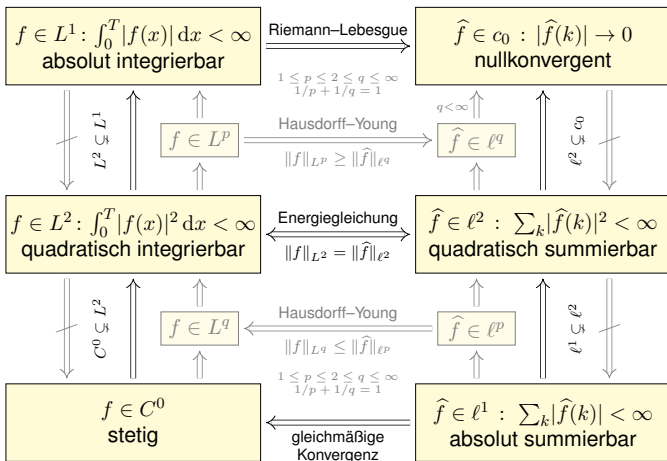 f ∈ L¹ : ∫₀ᵀ|f(x)| dx < ∞
absolut integrierbar
Riemann–Lebesgue
f̂ ∈ c₀ : |f̂(k)| → 0
nullkonvergent
1 ≤ p ≤ 2 ≤ q ≤ ∞
1/p + 1/q = 1
q<∞
L² ⊊ L¹
f ∈ Lᵖ
Hausdorff–Young
‖f‖_{Lᵖ} ≥ ‖f̂‖_{ℓ^q}
f̂ ∈ ℓ^q
ℓ² ⊊ c₀
f ∈ L² : ∫₀ᵀ|f(x)|² dx < ∞
quadratisch integrierbar
Energiegleichung
‖f‖_{L²} = ‖f̂‖_{ℓ²}
f̂ ∈ ℓ² : ∑ₖ|f̂(k)|² < ∞
quadratisch summierbar
C⁰ ⊊ L²
f ∈ L^q
Hausdorff–Young
‖f‖_{L^q} ≤ ‖f̂‖_{ℓᵖ}
f̂ ∈ ℓᵖ
ℓ¹ ⊊ ℓ²
1 ≤ p ≤ 2 ≤ q ≤ ∞
1/p + 1/q = 1
f ∈ C⁰
stetig
gleichmäßige
Konvergenz
f̂ ∈ ℓ¹ : ∑ₖ|f̂(k)| < ∞
absolut summierbar